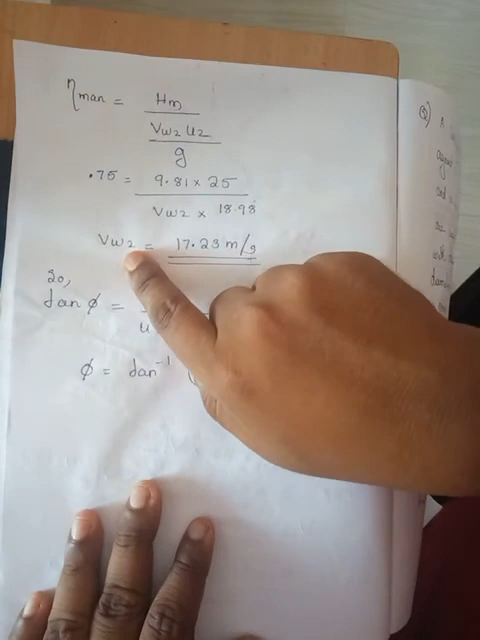 ηman = Hm
Vw2 U2
g
.75 = 9.81 x 25
Vw2 x 18.98
Vw2 = 17.23 m/s
So,
tan ϕ =
u
ϕ = tan⁻¹ (